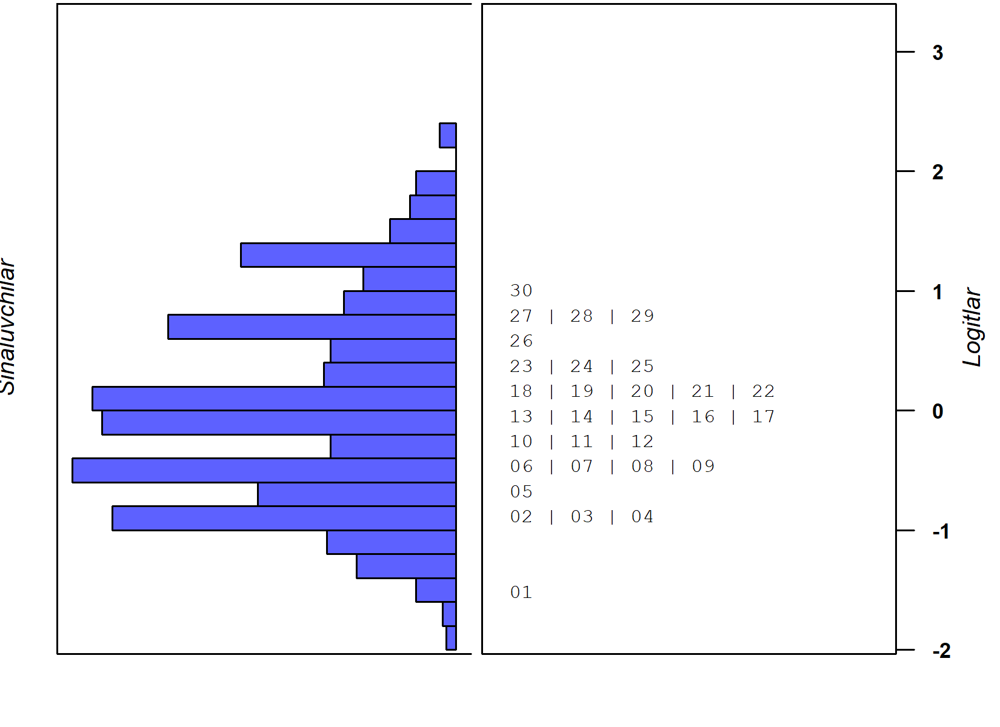 Sinaluvchilar
30
27 | 28 | 29
26
23 | 24 | 25
18 | 19 | 20 | 21 | 22
13 | 14 | 15 | 16 | 17
10 | 11 | 12
06 | 07 | 08 | 09
05
02 | 03 | 04
01
3
2
1
0
-1
-2
Logitlar